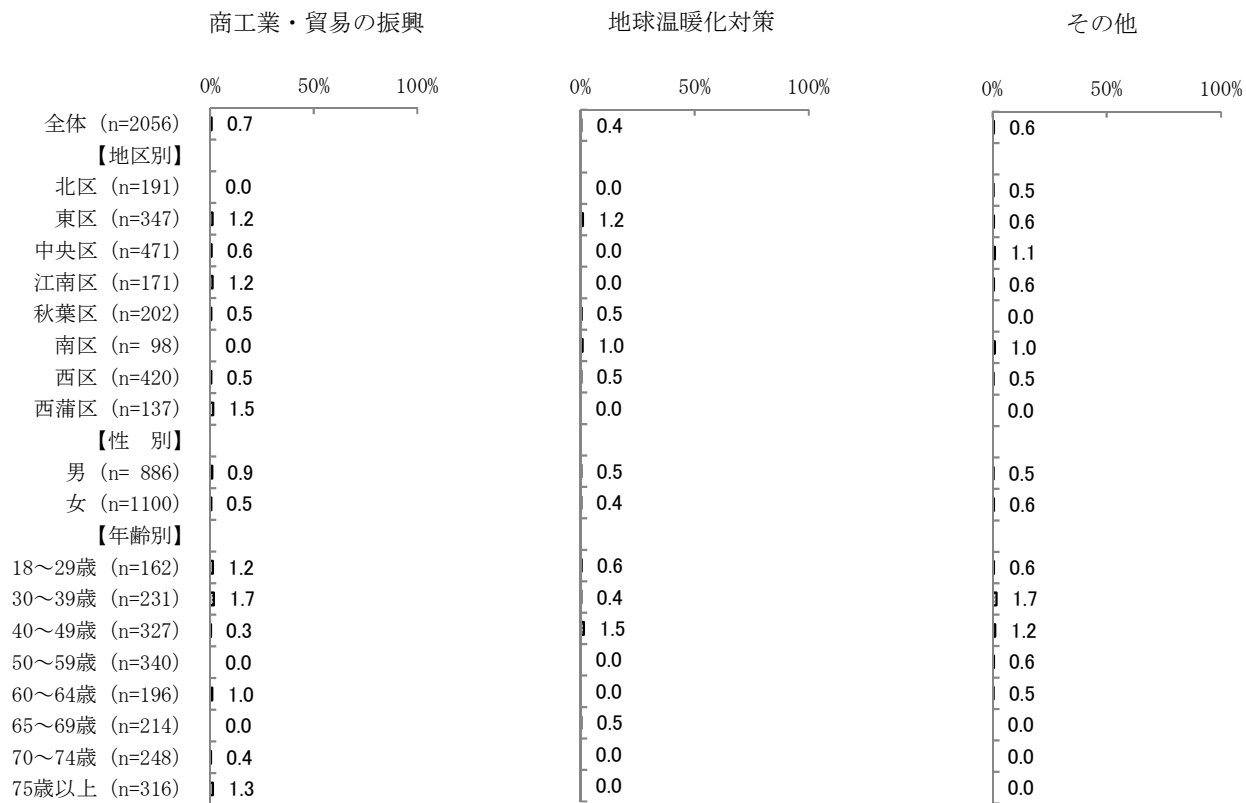 商工業・貿易の振興 地球温暖化対策 その他
0% 50% 100% 0% 50% 100% 0% 50% 100%
全体 (n=2056) 0.7 0.4 0.6
【地区別】
北区 (n=191) 0.0 0.0 0.5
東区 (n=347) 1.2 1.2 0.6
中央区 (n=471) 0.6 0.0 1.1
江南区 (n=171) 1.2 0.0 0.6
秋葉区 (n=202) 0.5 0.5 0.0
南区 (n= 98) 0.0 1.0 1.0
西区 (n=420) 0.5 0.5 0.5
西蒲区 (n=137) 1.5 0.0 0.0
【性　別】
男 (n= 886) 0.9 0.5 0.5
女 (n=1100) 0.5 0.4 0.6
【年齢別】
18～29歳 (n=162) 1.2 0.6 0.6
30～39歳 (n=231) 1.7 0.4 1.7
40～49歳 (n=327) 0.3 1.5 1.2
50～59歳 (n=340) 0.0 0.0 0.6
60～64歳 (n=196) 1.0 0.0 0.5
65～69歳 (n=214) 0.0 0.5 0.0
70～74歳 (n=248) 0.4 0.0 0.0
75歳以上 (n=316) 1.3 0.0 0.0